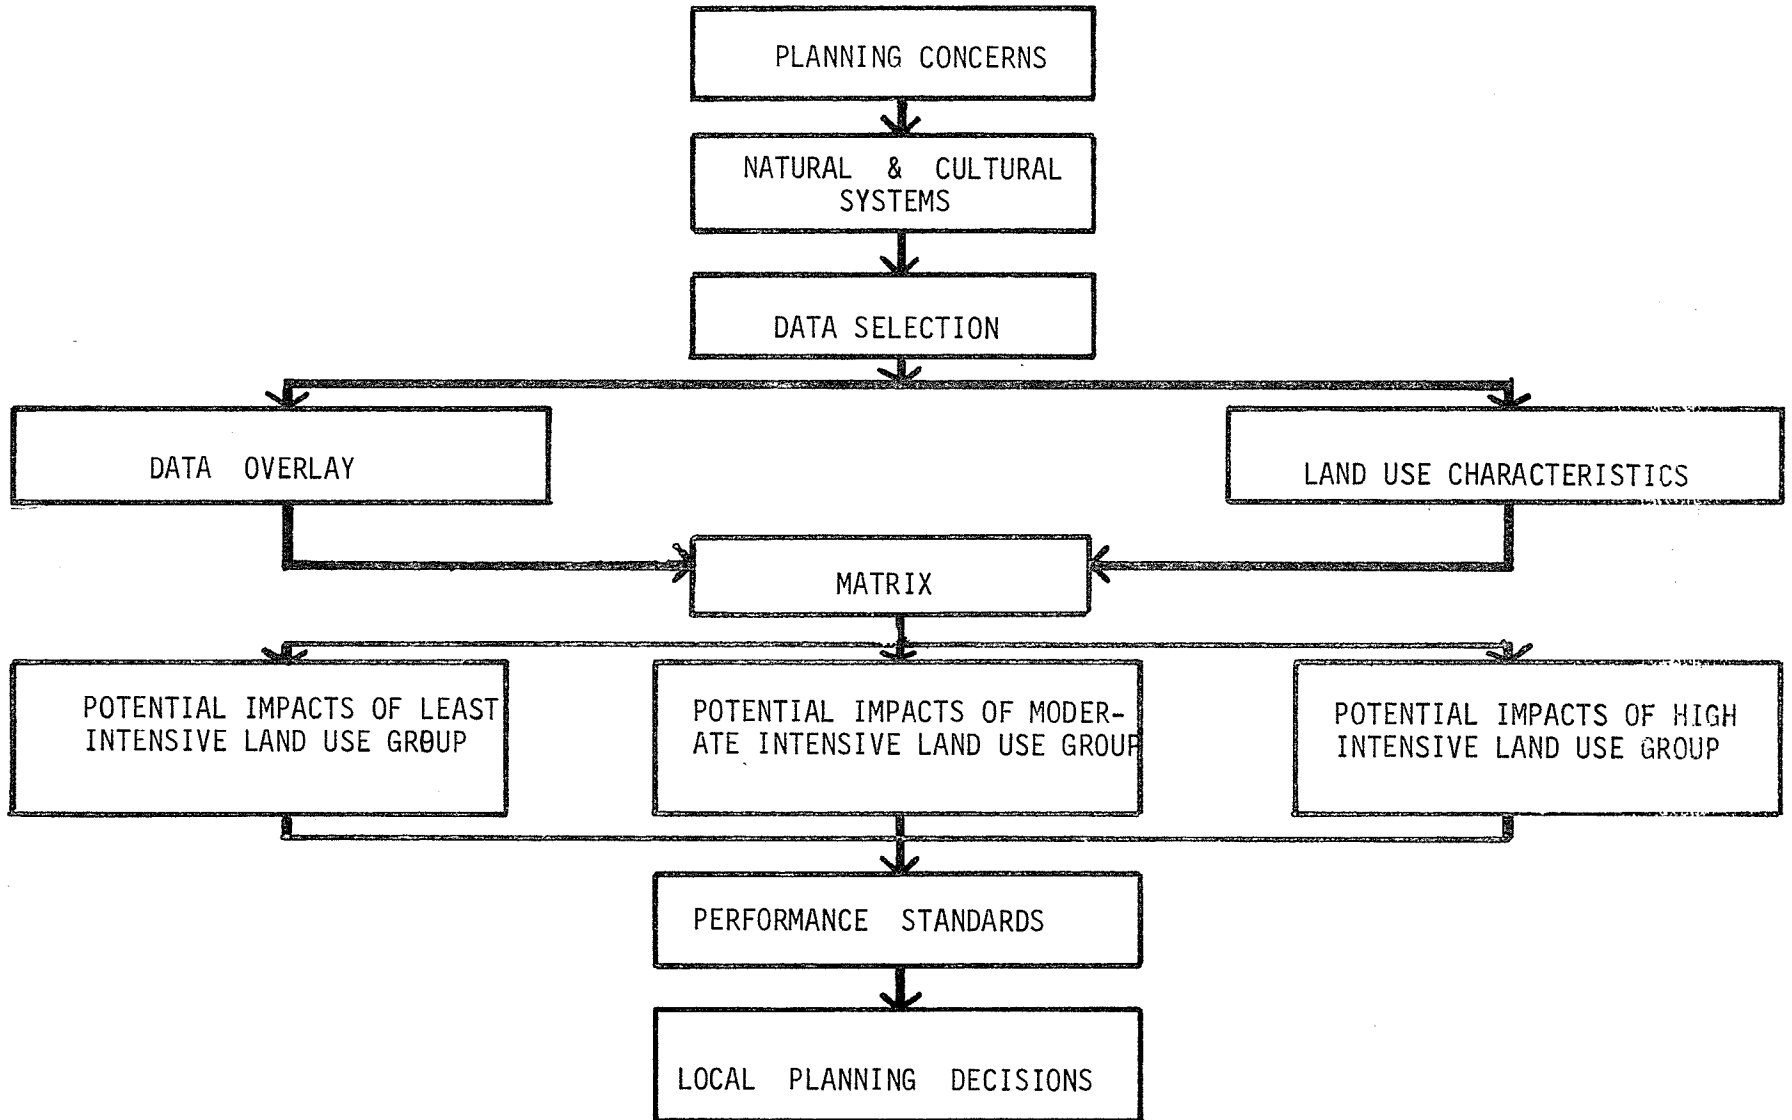 PLANNING CONCERNS
NATURAL & CULTURAL
SYSTEMS
DATA SELECTION
DATA OVERLAY
LAND USE CHARACTERISTICS
MATRIX
POTENTIAL IMPACTS OF LEAST
INTENSIVE LAND USE GROUP
POTENTIAL IMPACTS OF MODER-
ATE INTENSIVE LAND USE GROUP
POTENTIAL IMPACTS OF HIGH
INTENSIVE LAND USE GROUP
PERFORMANCE STANDARDS
LOCAL PLANNING DECISIONS